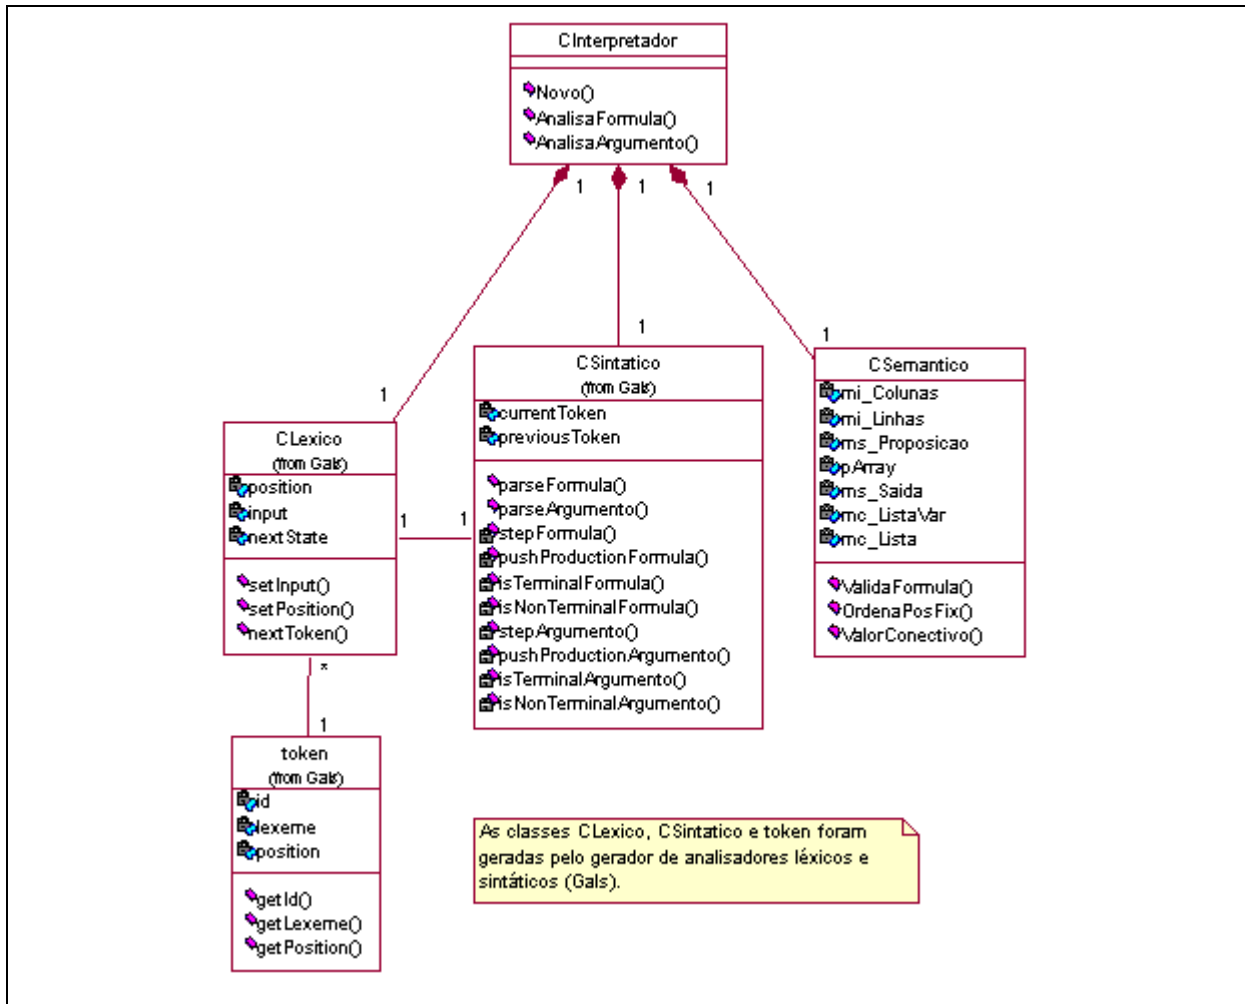 CInterpretador
Novo()
AnalisaFormula()
AnalisaArgumento()
1
1
1
1
1
1
CSintatico
(from Gals)
currentToken
previousToken
parseFormula()
parseArgumento()
stepFormula()
pushProductionFormula()
isTerminalFormula()
isNonTerminalFormula()
stepArgumento()
pushProductionArgumento()
isTerminalArgumento()
isNonTerminalArgumento()
CSemantico
mi_Colunas
mi_Linhas
ms_Proposicao
pArray
ms_Saida
mc_ListaVar
mc_Lista
ValidaFormula()
OrdenaPosFix()
ValorConectivo()
CLexico
(from Gals)
position
input
nextState
setInput()
setPosition()
nextToken()
1
1
*
1
token
(from Gals)
id
lexeme
position
getId()
getLexeme()
getPosition()
As classes CLexico, CSintatico e token foram
geradas pelo gerador de analisadores léxicos e
sintáticos (Gals).